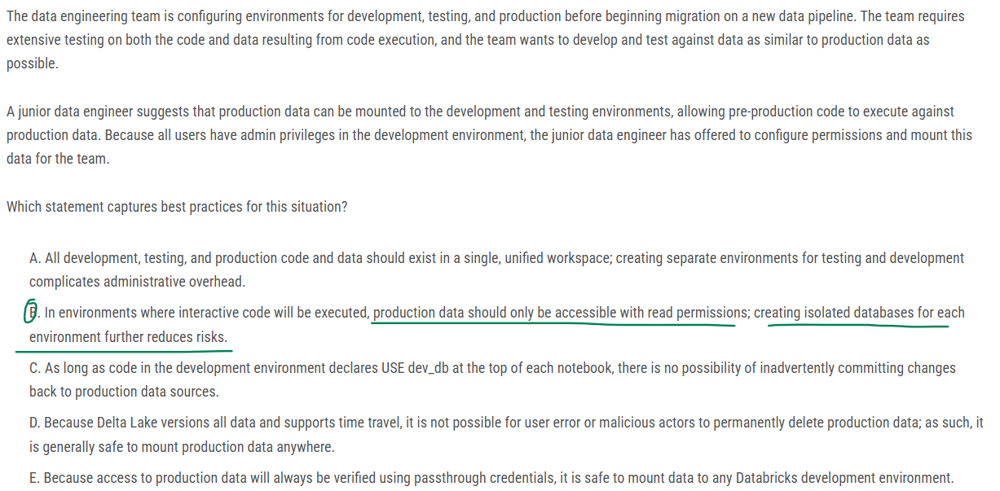 The data engineering team is configuring environments for development, testing, and production before beginning migration on a new data pipeline. The team requires
extensive testing on both the code and data resulting from code execution, and the team wants to develop and test against data as similar to production data as
possible.
A junior data engineer suggests that production data can be mounted to the development and testing environments, allowing pre-production code to execute against
production data. Because all users have admin privileges in the development environment, the junior data engineer has offered to configure permissions and mount this
data for the team.
Which statement captures best practices for this situation?
A. All development, testing, and production code and data should exist in a single, unified workspace; creating separate environments for testing and development
complicates administrative overhead.
B. In environments where interactive code will be executed, production data should only be accessible with read permissions; creating isolated databases for each
environment further reduces risks.
C. As long as code in the development environment declares USE dev_db at the top of each notebook, there is no possibility of inadvertently committing changes
back to production data sources.
D. Because Delta Lake versions all data and supports time travel, it is not possible for user error or malicious actors to permanently delete production data; as such, it
is generally safe to mount production data anywhere.
E. Because access to production data will always be verified using passthrough credentials, it is safe to mount data to any Databricks development environment.